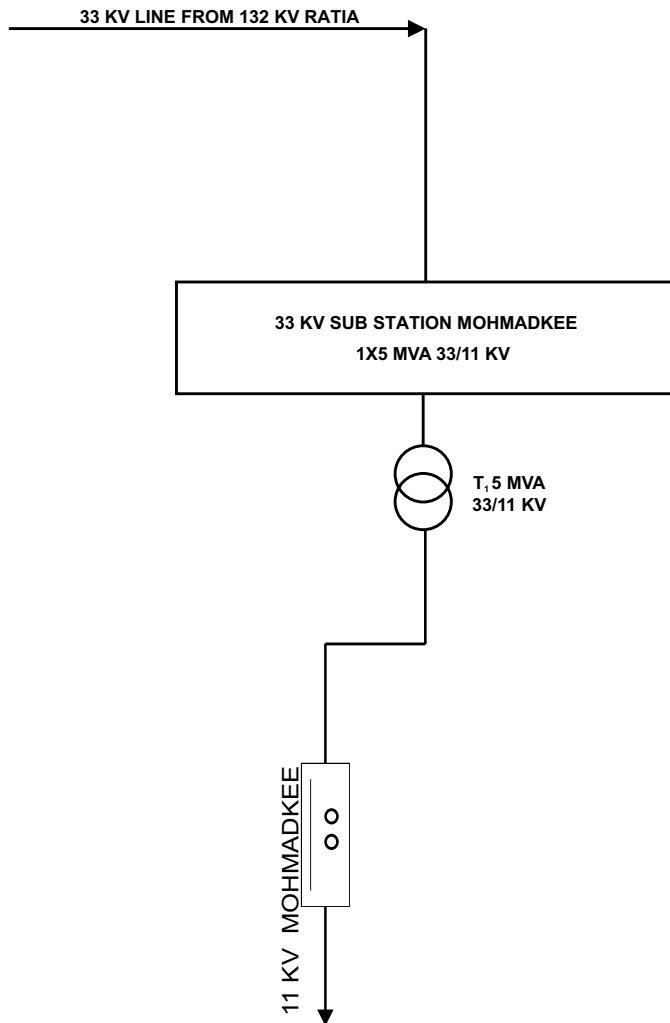 33 KV LINE FROM 132 KV RATIA
33 KV SUB STATION MOHMADKEE
1X5 MVA 33/11 KV
T₁ 5 MVA
33/11 KV
11 KV MOHMADKEE